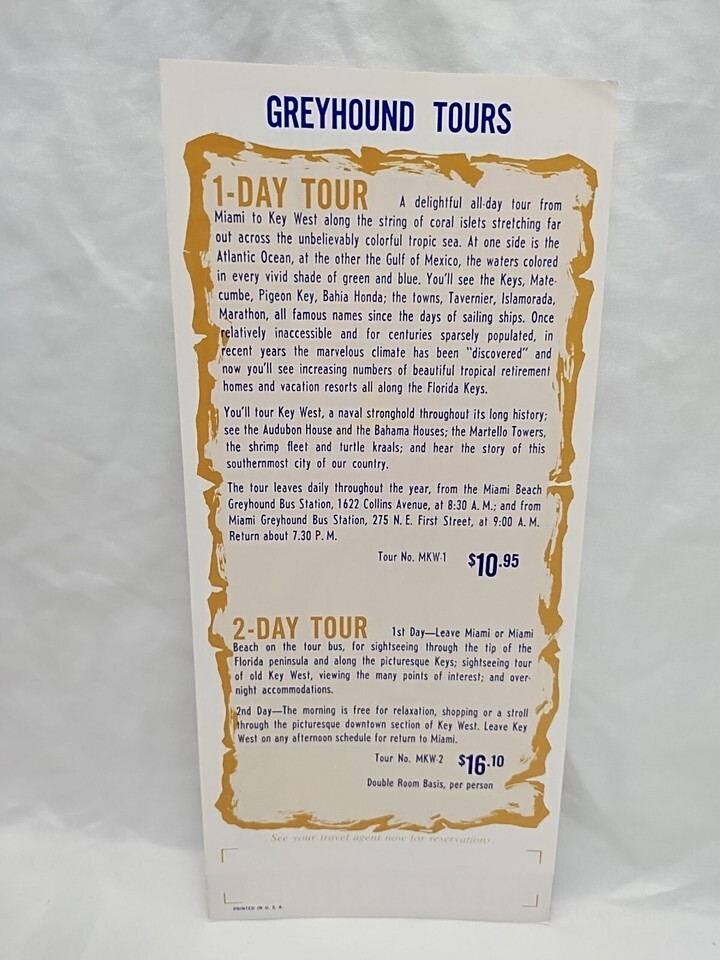 GREYHOUND TOURS
1-DAY TOUR A delightful all-day tour from
Miami to Key West along the string of coral islets stretching far
out across the unbelievably colorful tropic sea. At one side is the
Atlantic Ocean, at the other the Gulf of Mexico, the waters colored
in every vivid shade of green and blue. You'll see the Keys, Mate-
cumbe, Pigeon Key, Bahia Honda; the towns, Tavernier, Islamorada,
Marathon, all famous names since the days of sailing ships. Once
relatively inaccessible and for centuries sparsely populated, in
recent years the marvelous climate has been "discovered" and
now you'll see increasing numbers of beautiful tropical retirement
homes and vacation resorts all along the Florida Keys.
You'll tour Key West, a naval stronghold throughout its long history;
see the Audubon House and the Bahama Houses; the Martello Towers,
the shrimp fleet and turtle kraals; and hear the story of this
southernmost city of our country.
The tour leaves daily throughout the year, from the Miami Beach
Greyhound Bus Station, 1622 Collins Avenue, at 8:30 A. M.; and from
Miami Greyhound Bus Station, 275 N. E. First Street, at 9:00 A. M.
Return about 7.30 P. M.
Tour No. MKW-1 $10.95
2-DAY TOUR 1st Day—Leave Miami or Miami
Beach on the tour bus, for sightseeing through the tip of the
Florida peninsula and along the picturesque Keys; sightseeing tour
of old Key West, viewing the many points of interest; and over-
night accommodations.
2nd Day—The morning is free for relaxation, shopping or a stroll
through the picturesque downtown section of Key West. Leave Key
West on any afternoon schedule for return to Miami.
Tour No. MKW-2 $16.10
Double Room Basis, per person
See your travel agent now for reservations
PRINTED IN U. S. A.